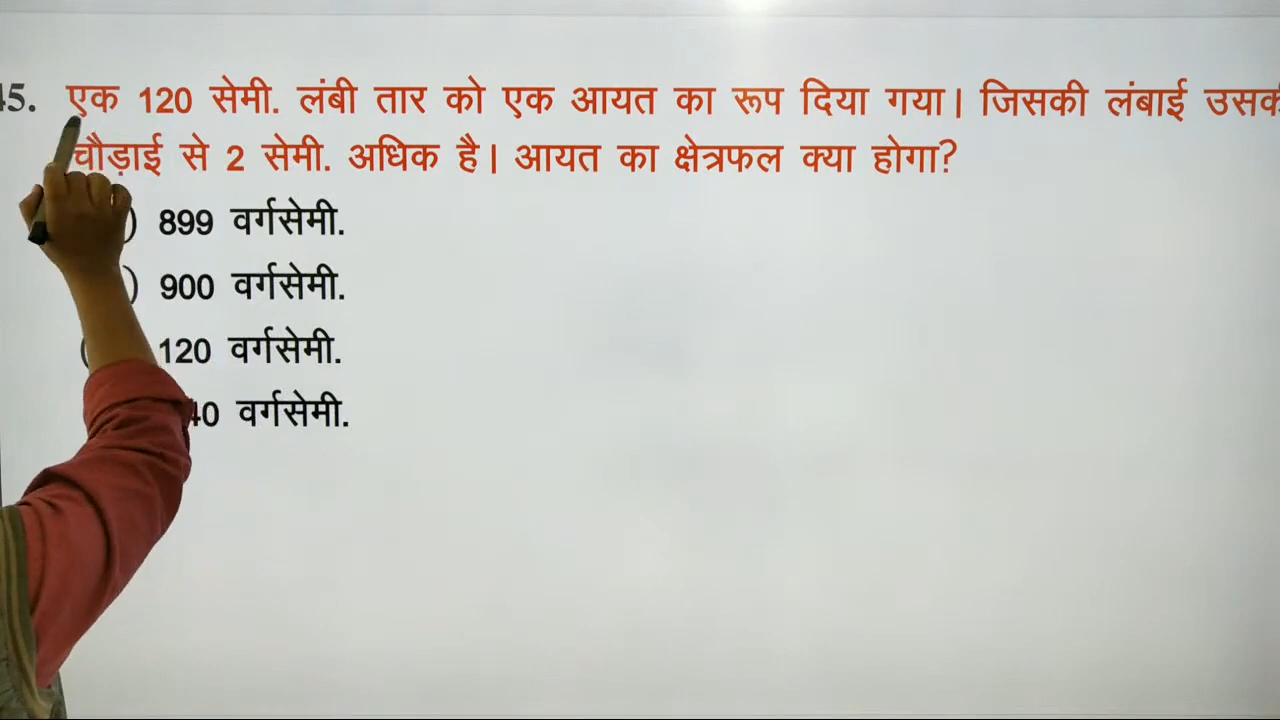 45. एक 120 सेमी. लंबी तार को एक आयत का रूप दिया गया। जिसकी लंबाई
चौड़ाई से 2 सेमी. अधिक है। आयत का क्षेत्रफल क्या होगा?
) 899 वर्गसेमी.
) 900 वर्गसेमी.
( 120 वर्गसेमी.
40 वर्गसेमी.